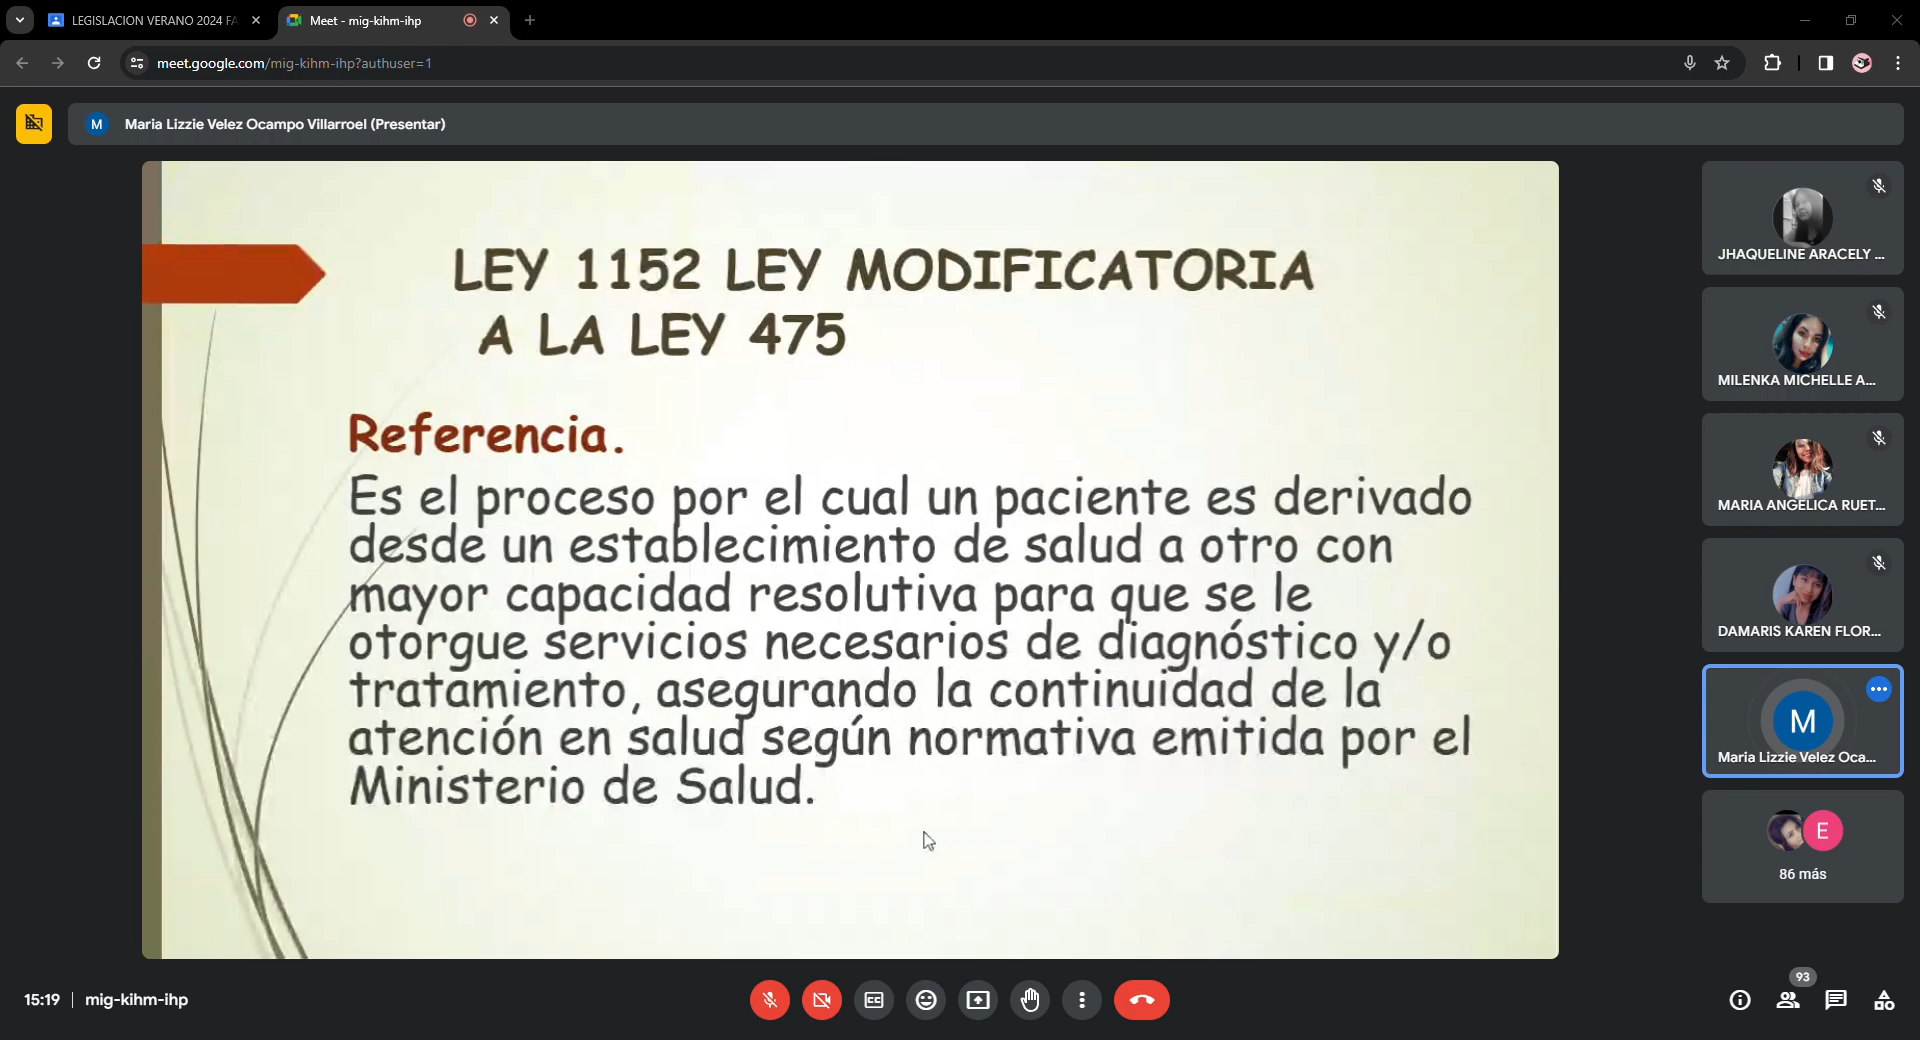 LEGISLACION VERANO 2024 FA
Meet - mig-kihm-ihp
meet.google.com/mig-kihm-ihp?authuser=1
M
Maria Lizzie Velez Ocampo Villarroel (Presentar)
LEY 1152 LEY MODIFICATORIA
A LA LEY 475
Referencia.
Es el proceso por el cual un paciente es derivado
desde un establecimiento de salud a otro con
mayor capacidad resolutiva para que se le
otorgue servicios necesarios de diagnóstico y/o
tratamiento, asegurando la continuidad de la
atención en salud según normativa emitida por el
Ministerio de Salud.
JHAQUELINE ARACELY ...
MILENKA MICHELLE A...
MARIA ANGELICA RUET...
DAMARIS KAREN FLOR...
M
Maria Lizzie Velez Oca...
E
86 más
15:19 | mig-kihm-ihp
CC
93